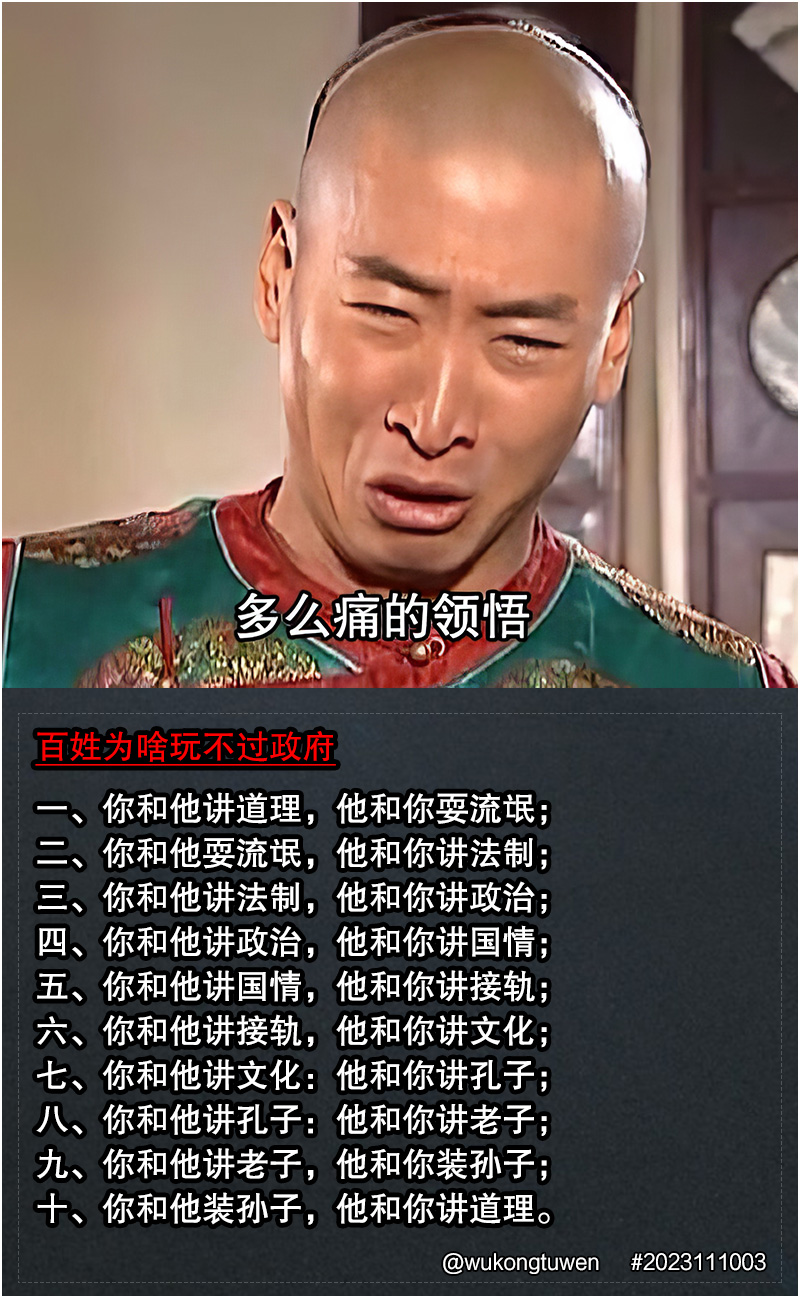 多么痛的领悟
百姓为啥玩不过政府
一、你和他讲道理，他和你耍流氓；
二、你和他耍流氓，他和你讲法制；
三、你和他讲法制，他和你讲政治；
四、你和他讲政治，他和你讲国情；
五、你和他讲国情，他和你讲接轨；
六、你和他讲接轨，他和你讲文化；
七、你和他讲文化：他和你讲孔子；
八、你和他讲孔子：他和你讲老子；
九、你和他讲老子，他和你装孙子；
十、你和他装孙子，他和你讲道理。
@wukongtuwen #2023111003